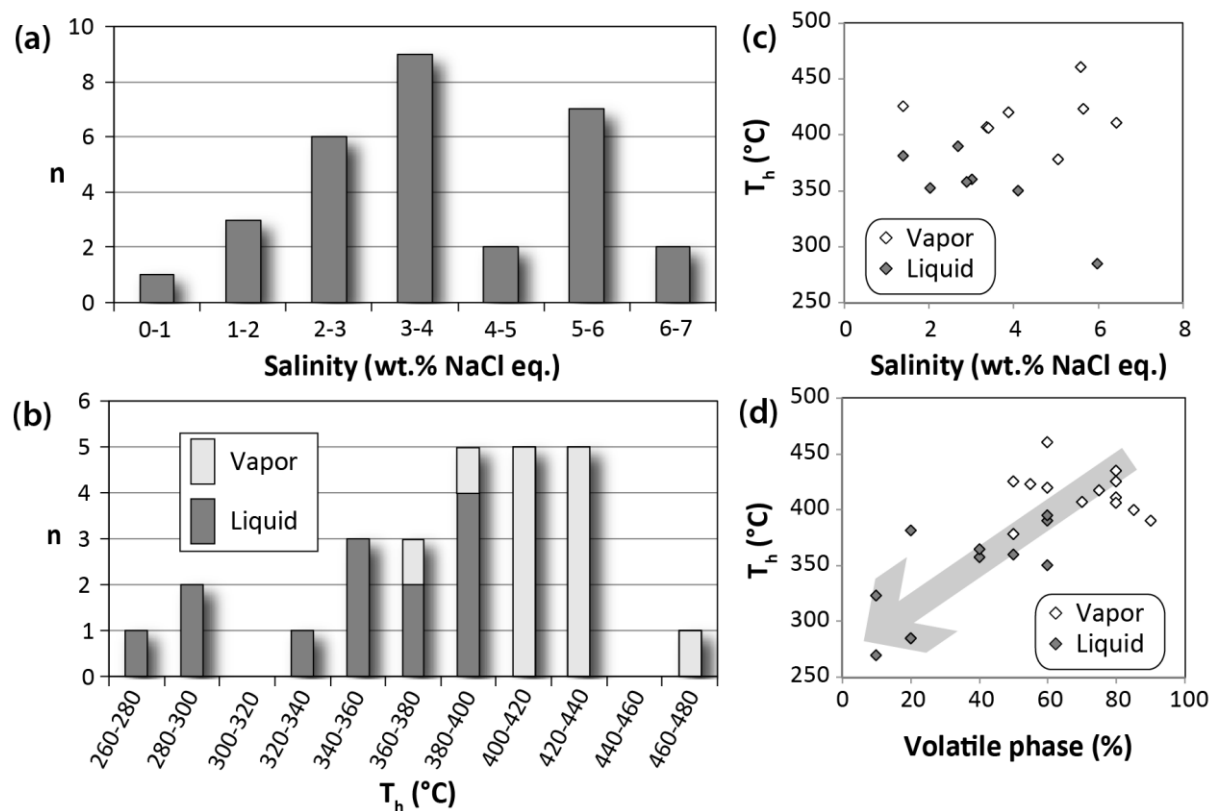 (a)
10
8
6
4
2
0
n
0-1 1-2 2-3 3-4 4-5 5-6 6-7
Salinity (wt.% NaCl eq.)
(b)
6
5
4
3
2
1
0
n
Vapor
Liquid
260-280 280-300 300-320 320-340 340-360 360-380 380-400 400-420 420-440 440-460 460-480
Th (°C)
(c)
500
450
400
350
300
250
Th (°C)
Vapor
Liquid
0 2 4 6 8
Salinity (wt.% NaCl eq.)
(d)
500
450
400
350
300
250
Th (°C)
Vapor
Liquid
0 20 40 60 80 100
Volatile phase (%)